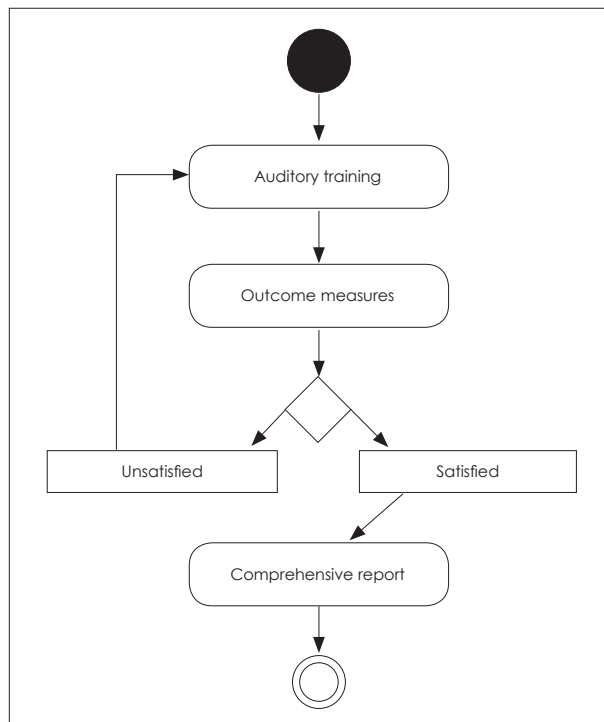 Auditory training
Outcome measures
Unsatisfied
Satisfied
Comprehensive report